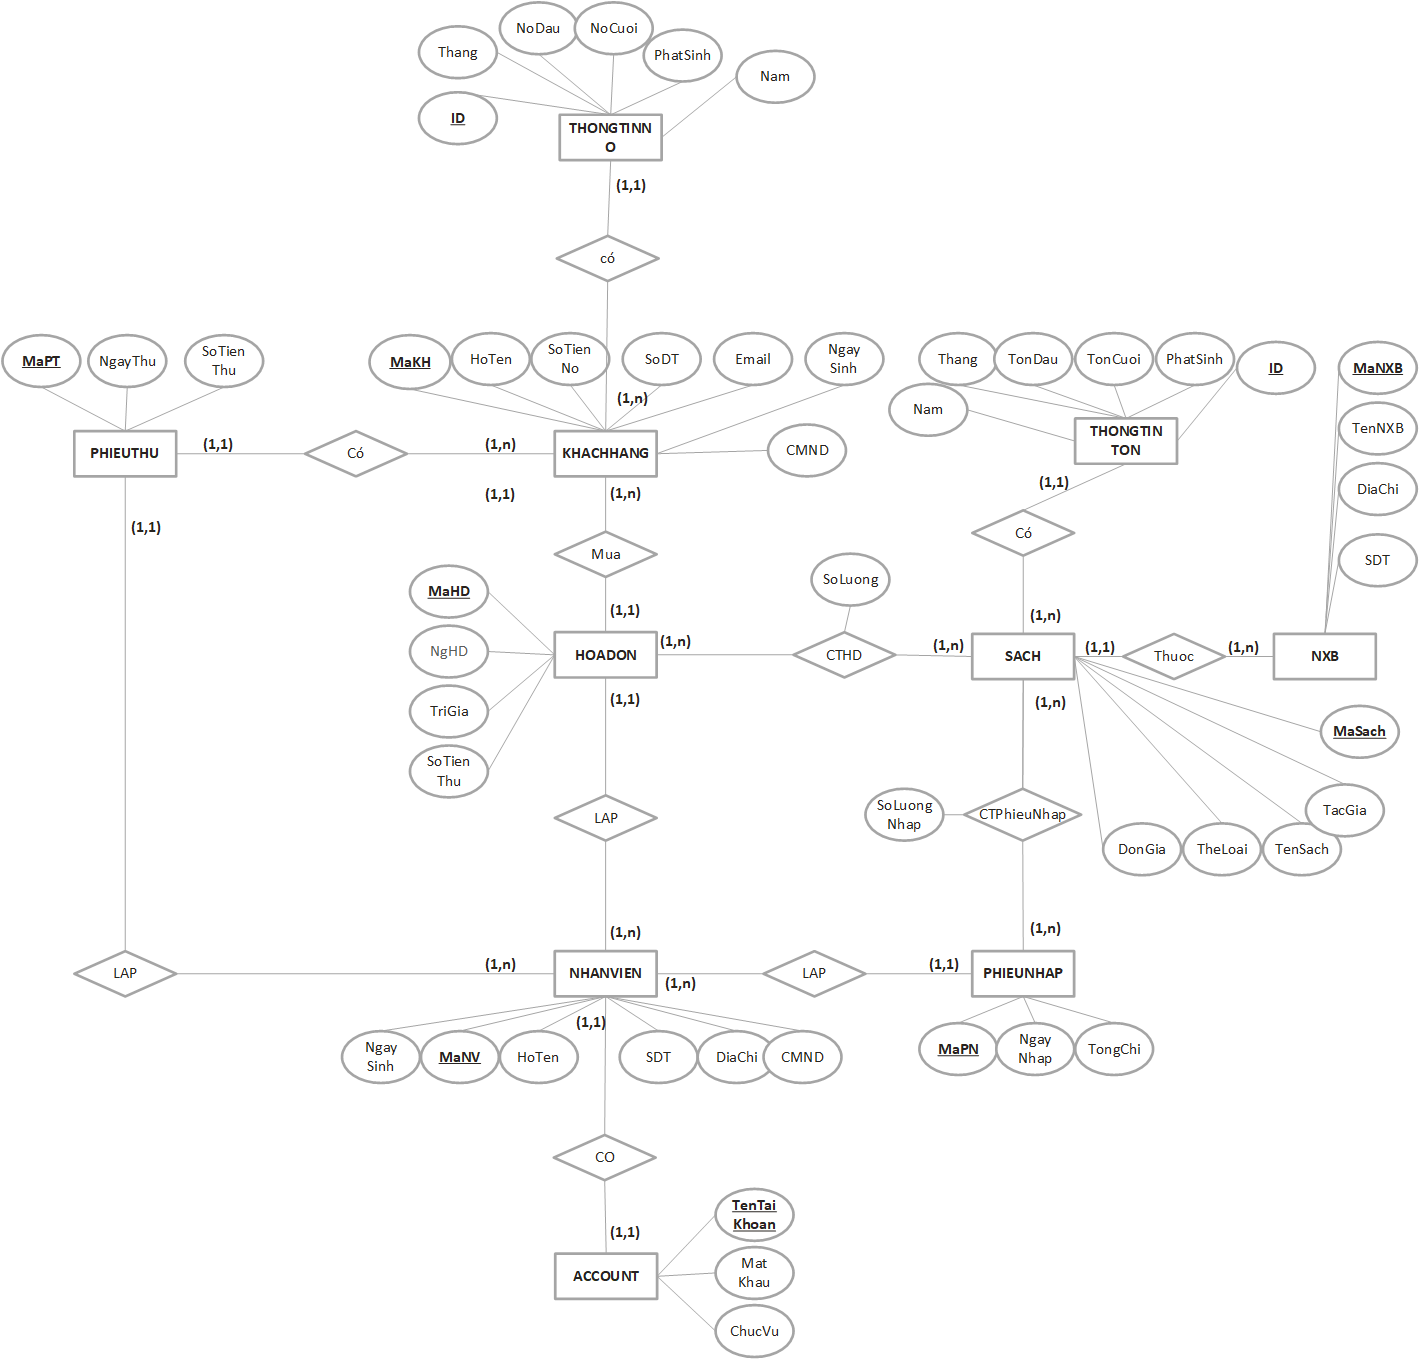 NoDau
NoCuoi
Thang
PhatSinh
Nam
ID
THONGTINN
O
(1,1)
có
MaPT
NgayThu
SoTien
Thu
MaKH
HoTen
SoTien
No
SoDT
Email
Ngay
Sinh
Thang
TonDau
TonCuoi
PhatSinh
ID
MaNXB
(1,n)
Nam
TenNXB
PHIEUTHU
(1,1)
Có
(1,n)
KHACHHANG
CMND
THONGTIN
TON
(1,1)
(1,n)
(1,1)
DiaChi
(1,1)
Mua
Có
SDT
MaHD
SoLuong
(1,1)
(1,n)
NgHD
HOADON
(1,n)
CTHD
(1,n)
SACH
(1,1)
Thuoc
(1,n)
NXB
(1,1)
(1,n)
TriGia
MaSach
SoTien
Thu
LAP
SoLuong
Nhap
CTPhieuNhap
TacGia
DonGia
TheLoai
TenSach
(1,n)
(1,n)
LAP
(1,n)
NHANVIEN
(1,n)
LAP
(1,1)
PHIEUNHAP
(1,1)
Ngay
Sinh
MaNV
HoTen
SDT
DiaChi
CMND
MaPN
Ngay
Nhap
TongChi
CO
TenTai
Khoan
(1,1)
ACCOUNT
Mat
Khau
ChucVu